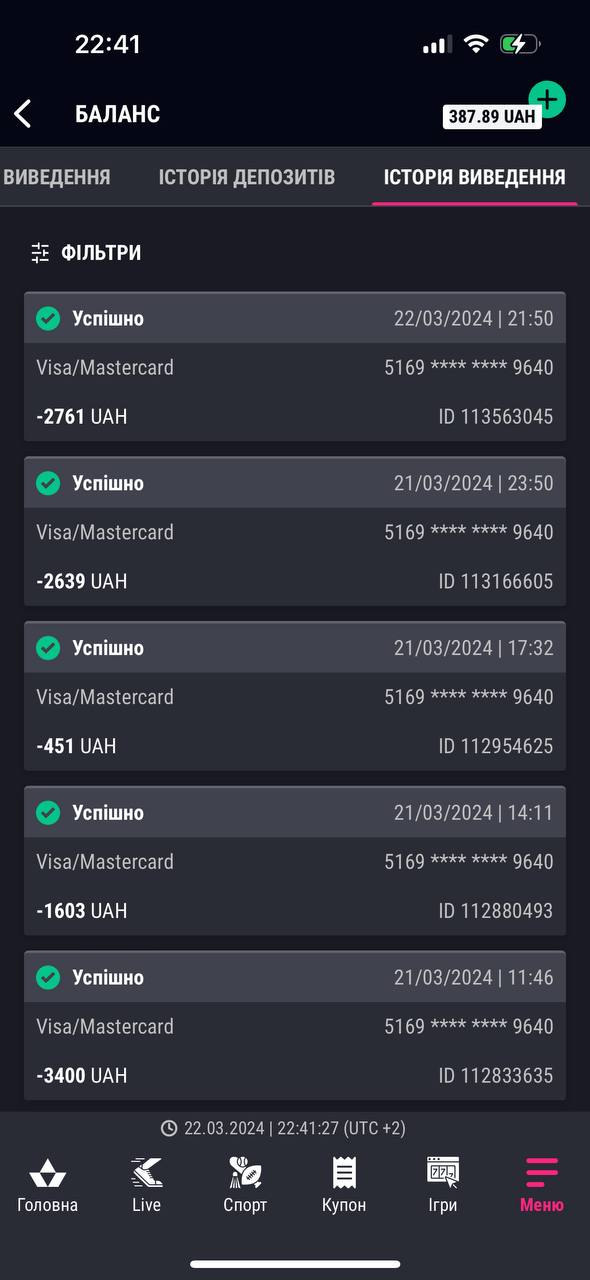 22:41
БАЛАНС
387.89 UAH
ВИВЕДЕННЯ ІСТОРІЯ ДЕПОЗИТІВ ІСТОРІЯ ВИВЕДЕННЯ
ФІЛЬТРИ
Успішно 22/03/2024 | 21:50
Visa/Mastercard 5169 **** **** 9640
-2761 UAH ID 113563045
Успішно 21/03/2024 | 23:50
Visa/Mastercard 5169 **** **** 9640
-2639 UAH ID 113166605
Успішно 21/03/2024 | 17:32
Visa/Mastercard 5169 **** **** 9640
-451 UAH ID 112954625
Успішно 21/03/2024 | 14:11
Visa/Mastercard 5169 **** **** 9640
-1603 UAH ID 112880493
Успішно 21/03/2024 | 11:46
Visa/Mastercard 5169 **** **** 9640
-3400 UAH ID 112833635
22.03.2024 | 22:41:27 (UTC +2)
777
Головна Live Спорт Купон Ігри Меню